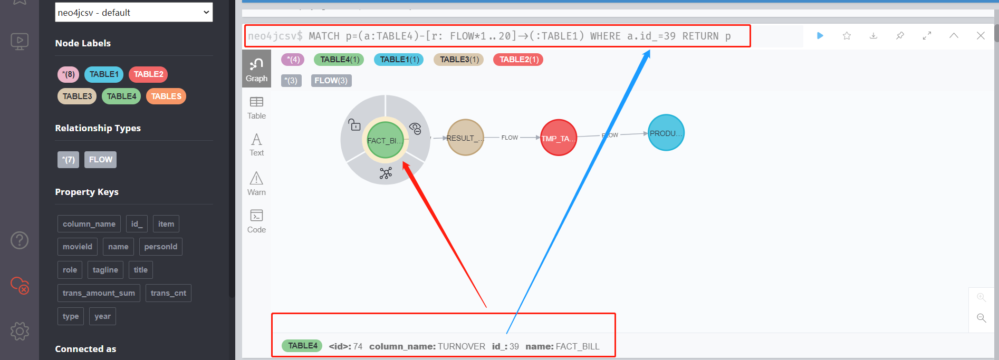 neo4jcsv - default
Node Labels
*(8) TABLE1 TABLE2
TABLE3 TABLE4 TABLES
Relationship Types
*(7) FLOW
Property Keys
column_name id_ item
movieId name personId
role tagline title
trans_amount_sum trans_cnt
type year
Connected as
neo4jcsv$ MATCH p=(a:TABLE4)-[r: FLOW*1..20]→(:TABLE1) WHERE a.id_=39 RETURN p
*(4) TABLE4(1) TABLE1(1) TABLE3(1) TABLE2(1)
*(3) FLOW(3)
Graph
Table
Text
Warn
Code
FACT_BI... RESULT_... FLOW TMP_TA... FLOW PRODU...
TABLE4 <id>: 74 column_name: TURNOVER id_: 39 name: FACT_BILL